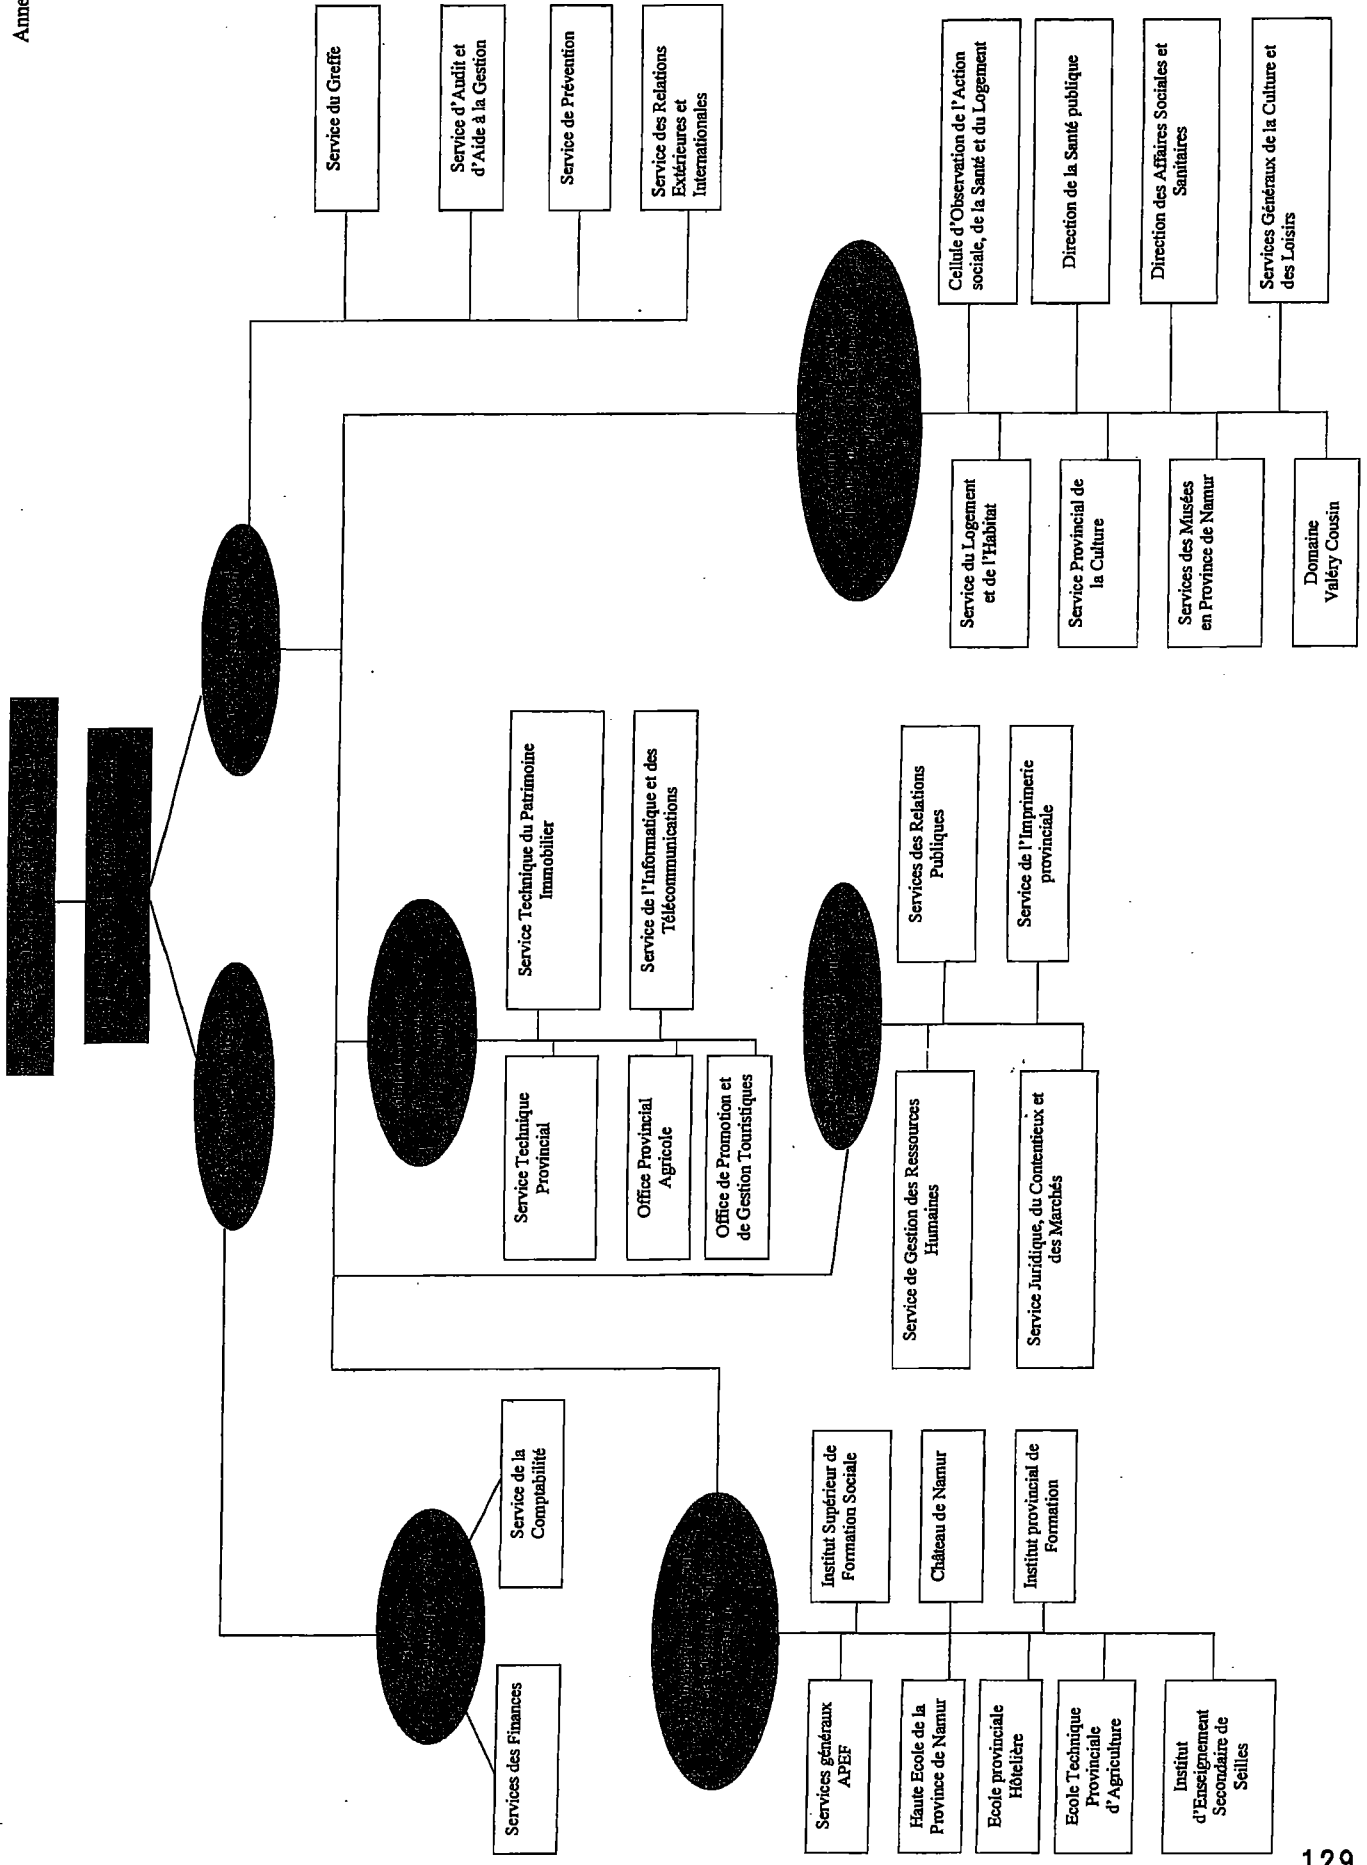 Anne
Service du Greffe
Service d'Audit et
d'Aide à la Gestion
Service de Prévention
Service des Relations
Extérieures et
Internationales
Service de la
Comptabilité
Services des Finances
Service Technique du Patrimoine
Immobilier
Service de l'Informatique et des
Télécommunications
Service Technique
Provincial
Office Provincial
Agricole
Office de Promotion et
de Gestion Touristiques
Cellule d'Observation de l'Action
sociale, de la Santé et du Logement
Direction de la Santé publique
Direction des Affaires Sociales et
Sanitaires
Services Généraux de la Culture et
des Loisirs
Service du Logement
et de l'Habitat
Service Provincial de
la Culture
Services des Musées
en Province de Namur
Domaine
Valéry Cousin
Services des Relations
Publiques
Service de l'Imprimerie
provinciale
Service de Gestion des Ressources
Humaines
Service Juridique, du Contentieux et
des Marchés
Institut Supérieur de
Formation Sociale
Château de Namur
Institut provincial de
Formation
Services généraux
APEF
Haute Ecole de la
Province de Namur
Ecole provinciale
Hôtelière
Ecole Technique
Provinciale
d'Agriculture
Institut
d'Enseignement
Secondaire de
Seilles
129